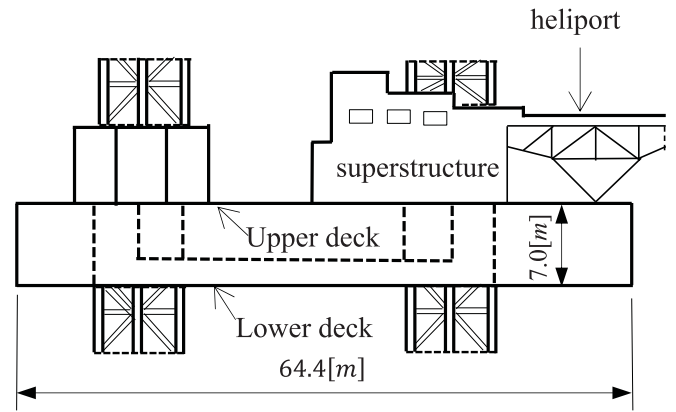 heliport
superstructure
Upper deck
7.0[m]
Lower deck
64.4[m]